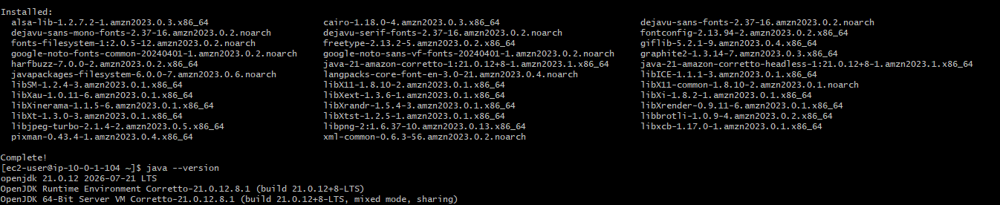 Installed:
alsa-lib-1.2.7.2-1.amzn2023.0.3.x86_64 cairo-1.18.0-4.amzn2023.0.3.x86_64 dejavu-sans-fonts-2.37-16.amzn2023.0.2.noarch
dejavu-sans-mono-fonts-2.37-16.amzn2023.0.2.noarch dejavu-serif-fonts-2.37-16.amzn2023.0.2.noarch fontconfig-2.13.94-2.amzn2023.0.2.x86_64
fonts-filesystem-1:2.0.5-12.amzn2023.0.2.noarch freetype-2.13.2-5.amzn2023.0.2.x86_64 giflib-5.2.1-9.amzn2023.0.4.x86_64
google-noto-fonts-common-20240401-1.amzn2023.0.2.noarch google-noto-sans-vf-fonts-20240401-1.amzn2023.0.2.noarch graphite2-1.3.14-7.amzn2023.0.3.x86_64
harfbuzz-7.0.0-2.amzn2023.0.2.x86_64 java-21-amazon-corretto-1:21.0.12+8-1.amzn2023.1.x86_64 java-21-amazon-corretto-headless-1:21.0.12+8-1.amzn2023.1.x86_64
javapackages-filesystem-6.0.0-7.amzn2023.0.6.noarch langpacks-core-font-en-3.0-21.amzn2023.0.4.noarch libICE-1.1.1-3.amzn2023.0.1.x86_64
libSM-1.2.4-3.amzn2023.0.1.x86_64 libX11-1.8.10-2.amzn2023.0.1.x86_64 libX11-common-1.8.10-2.amzn2023.0.1.noarch
libXau-1.0.11-6.amzn2023.0.1.x86_64 libXext-1.3.6-1.amzn2023.0.1.x86_64 libXi-1.8.2-1.amzn2023.0.1.x86_64
libXinerama-1.1.5-6.amzn2023.0.1.x86_64 libXrandr-1.5.4-3.amzn2023.0.1.x86_64 libXrender-0.9.11-6.amzn2023.0.1.x86_64
libXt-1.3.0-3.amzn2023.0.1.x86_64 libXtst-1.2.5-1.amzn2023.0.1.x86_64 libbrotli-1.0.9-4.amzn2023.0.2.x86_64
libjpeg-turbo-2.1.4-2.amzn2023.0.5.x86_64 libpng-2:1.6.37-10.amzn2023.0.13.x86_64 libxcb-1.17.0-1.amzn2023.0.1.x86_64
pixman-0.43.4-1.amzn2023.0.4.x86_64 xml-common-0.6.3-56.amzn2023.0.2.noarch
Complete!
[ec2-user@ip-10-0-1-104 ~]$ java --version
openjdk 21.0.12 2026-07-21 LTS
OpenJDK Runtime Environment Corretto-21.0.12.8.1 (build 21.0.12+8-LTS)
OpenJDK 64-Bit Server VM Corretto-21.0.12.8.1 (build 21.0.12+8-LTS, mixed mode, sharing)